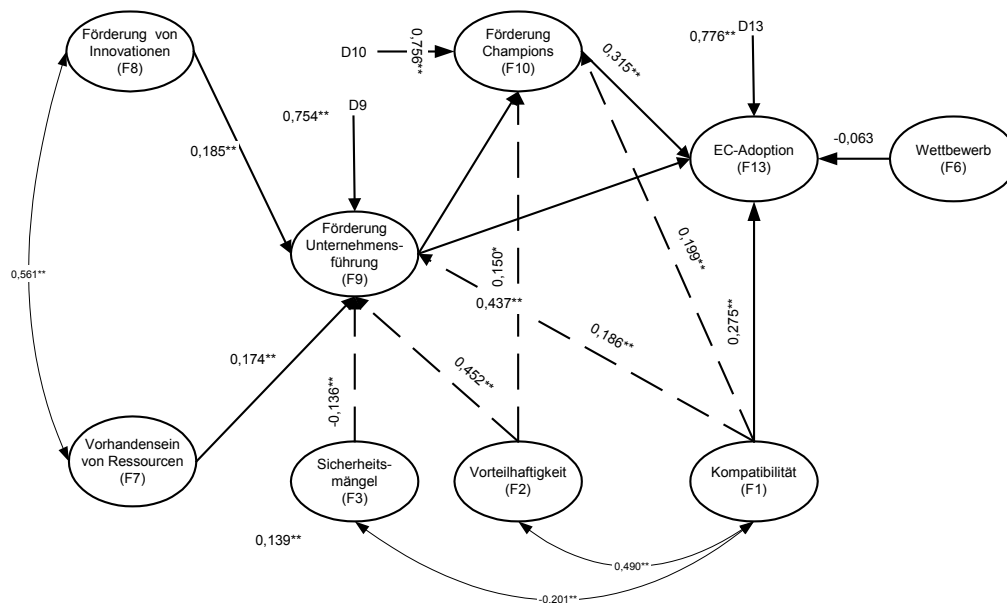 Förderung von
Innovationen
(F8)
D10
0,756**
Förderung
Champions
(F10)
0,315**
0,776**
D13
0,754**
D9
0,185**
EC-Adoption
(F13)
-0,063
Wettbewerb
(F6)
Förderung
Unternehmens-
führung
(F9)
0,561**
0,150*
0,437**
0,199**
0,186**
0,275**
0,174**
-0,136**
0,452**
Vorhandensein
von Ressourcen
(F7)
Sicherheits-
mängel
(F3)
Vorteilhaftigkeit
(F2)
Kompatibilität
(F1)
0,139**
0,490**
-0,201**